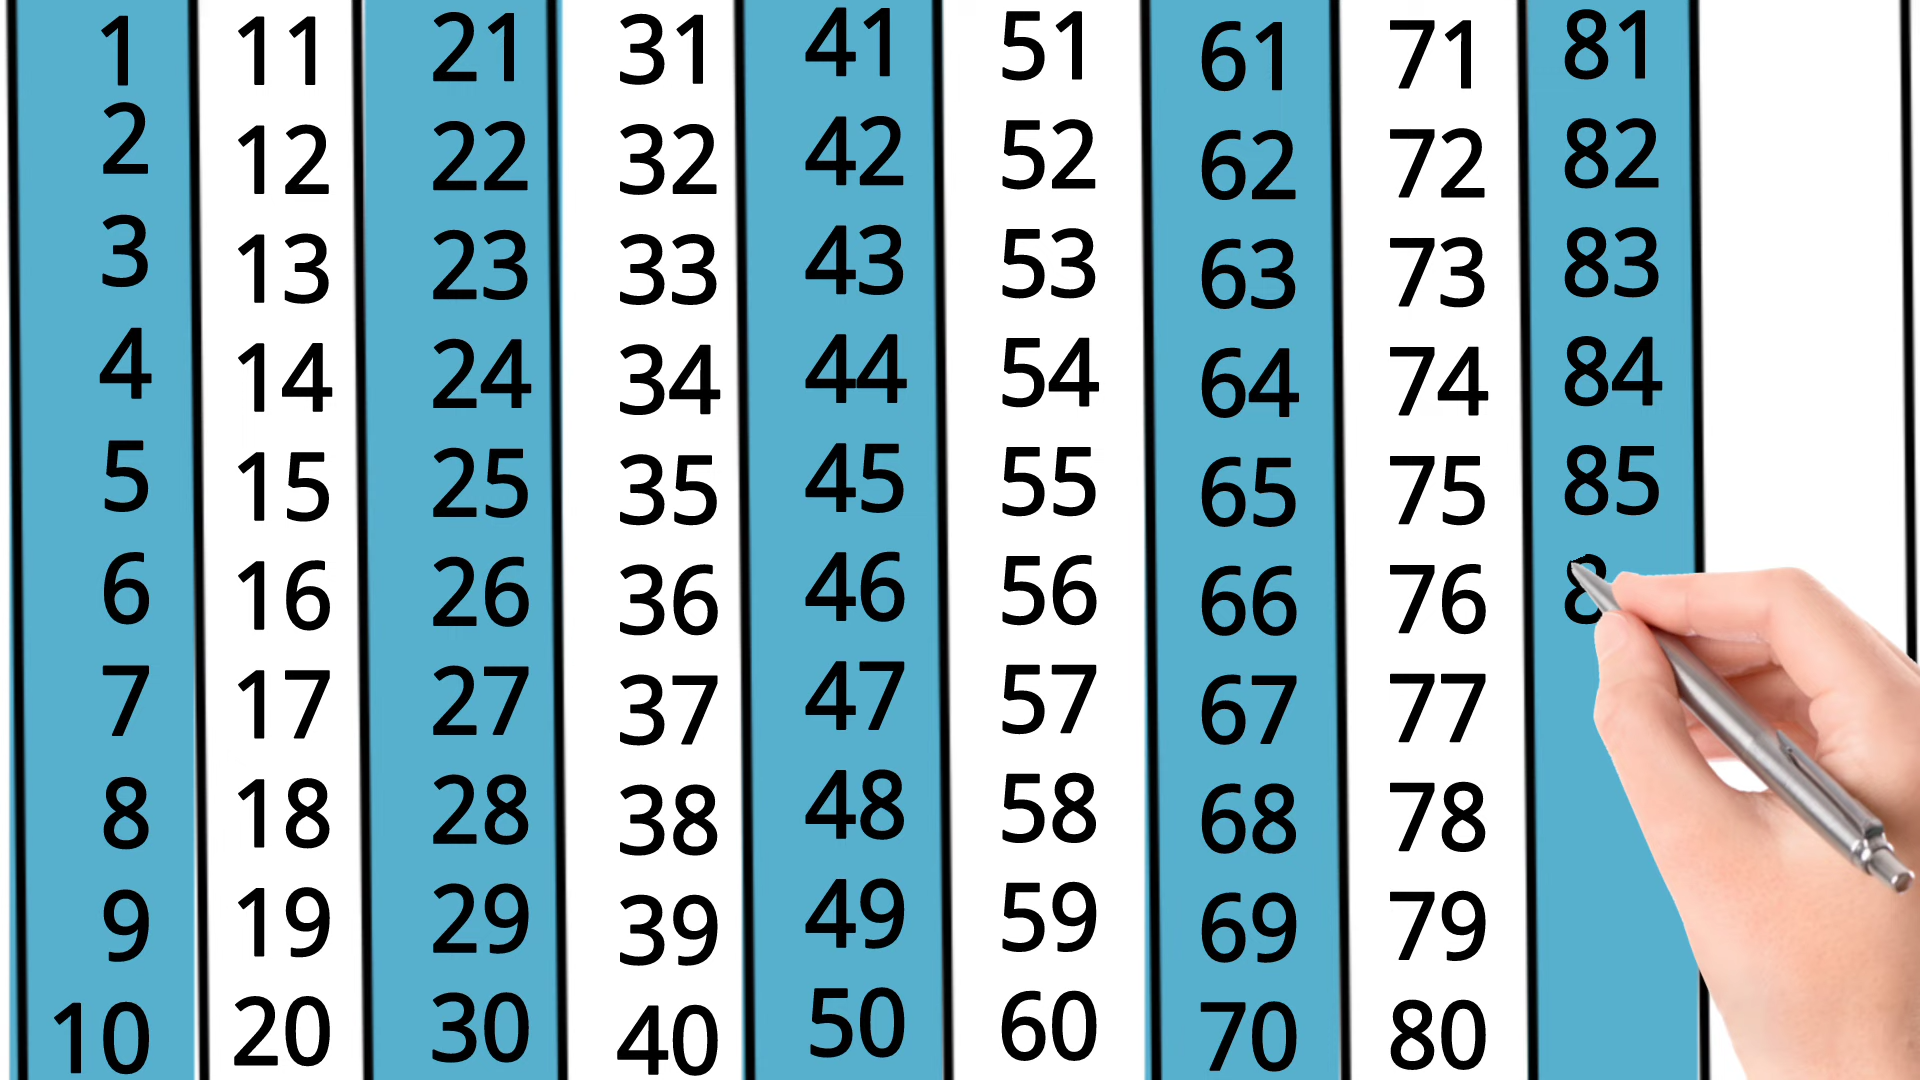 1 11 21 31 41 51 61 71 81
2 12 22 32 42 52 62 72 82
3 13 23 33 43 53 63 73 83
4 14 24 34 44 54 64 74 84
5 15 25 35 45 55 65 75 85
6 16 26 36 46 56 66 76 8
7 17 27 37 47 57 67 77
8 18 28 38 48 58 68 78
9 19 29 39 49 59 69 79
10 20 30 40 50 60 70 80